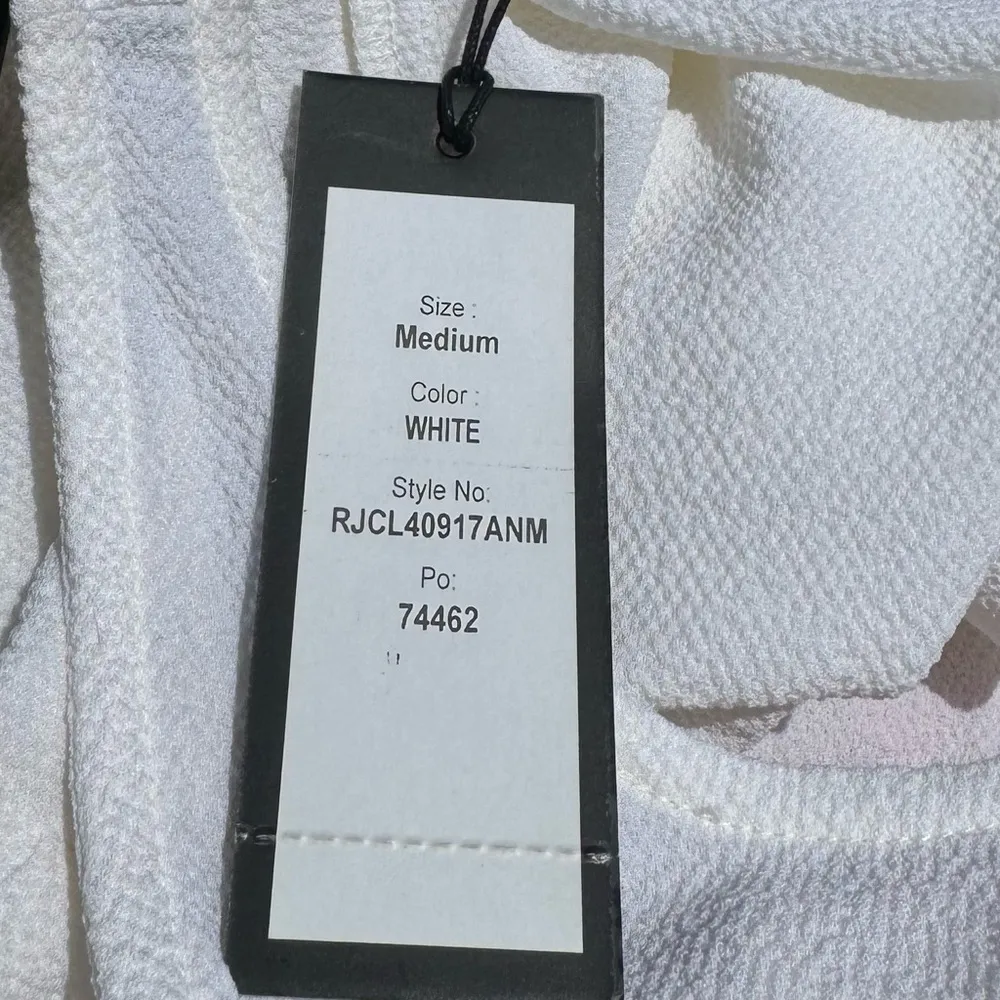 Size :
Medium
Color :
WHITE
Style No:
RJCL40917ANM
Po:
74462